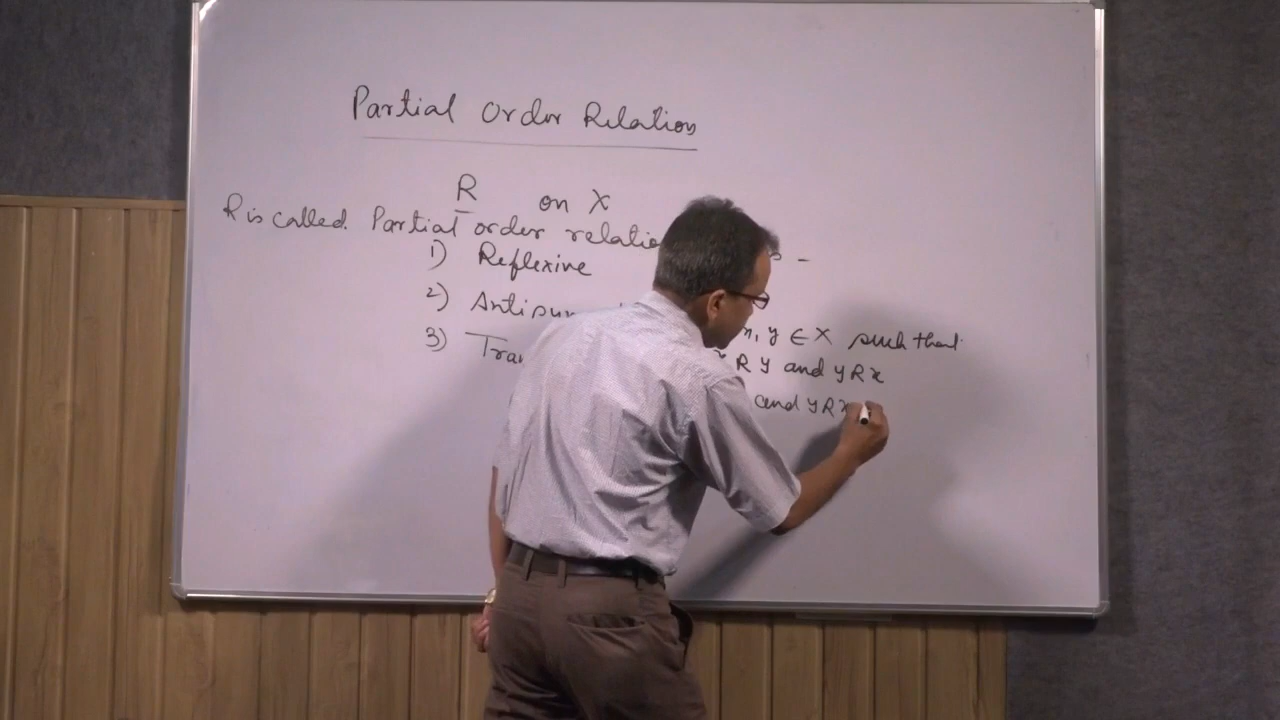 Partial Order Relation
R on X
R is called Partial order relation
1) Reflexive
2) Antisym
3) Tran
x, y ∈ X such that
x R y and y R x
and y R x